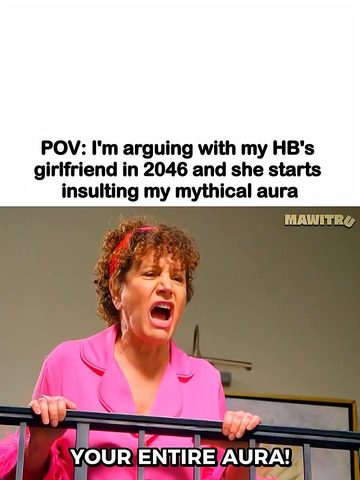 POV: I'm arguing with my HB's
girlfriend in 2046 and she starts
insulting my mythical aura
MAWITRU
YOUR ENTIRE AURA!